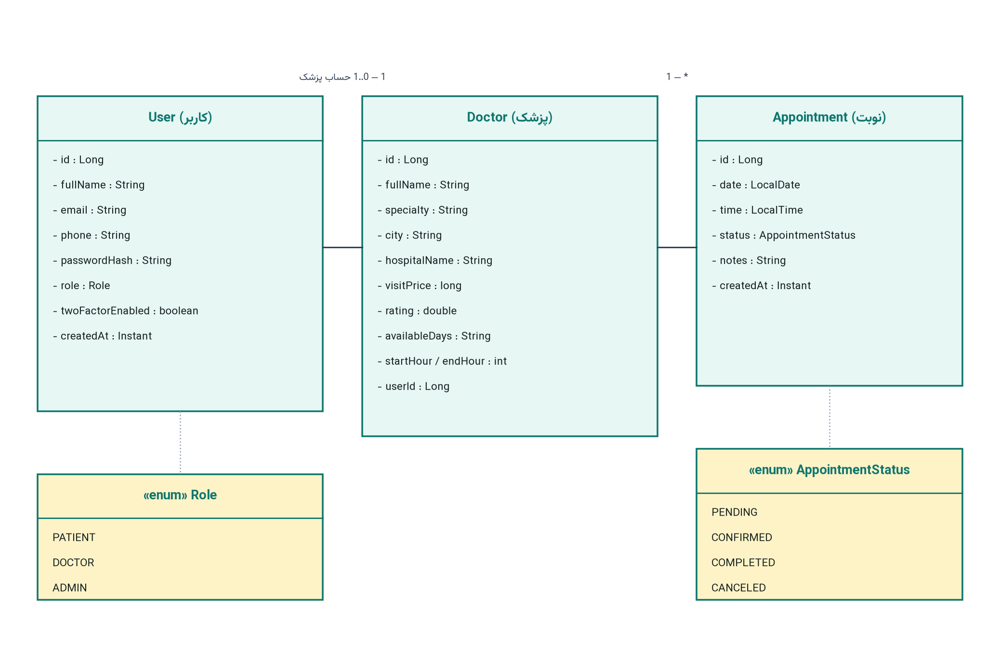 حساب پزشک 1..0 – 1
1 – *
User (کاربر)
- id : Long
- fullName : String
- email : String
- phone : String
- passwordHash : String
- role : Role
- twoFactorEnabled : boolean
- createdAt : Instant
Doctor (پزشک)
- id : Long
- fullName : String
- specialty : String
- city : String
- hospitalName : String
- visitPrice : long
- rating : double
- availableDays : String
- startHour / endHour : int
- userId : Long
Appointment (نوبت)
- id : Long
- date : LocalDate
- time : LocalTime
- status : AppointmentStatus
- notes : String
- createdAt : Instant
«enum» Role
PATIENT
DOCTOR
ADMIN
«enum» AppointmentStatus
PENDING
CONFIRMED
COMPLETED
CANCELED